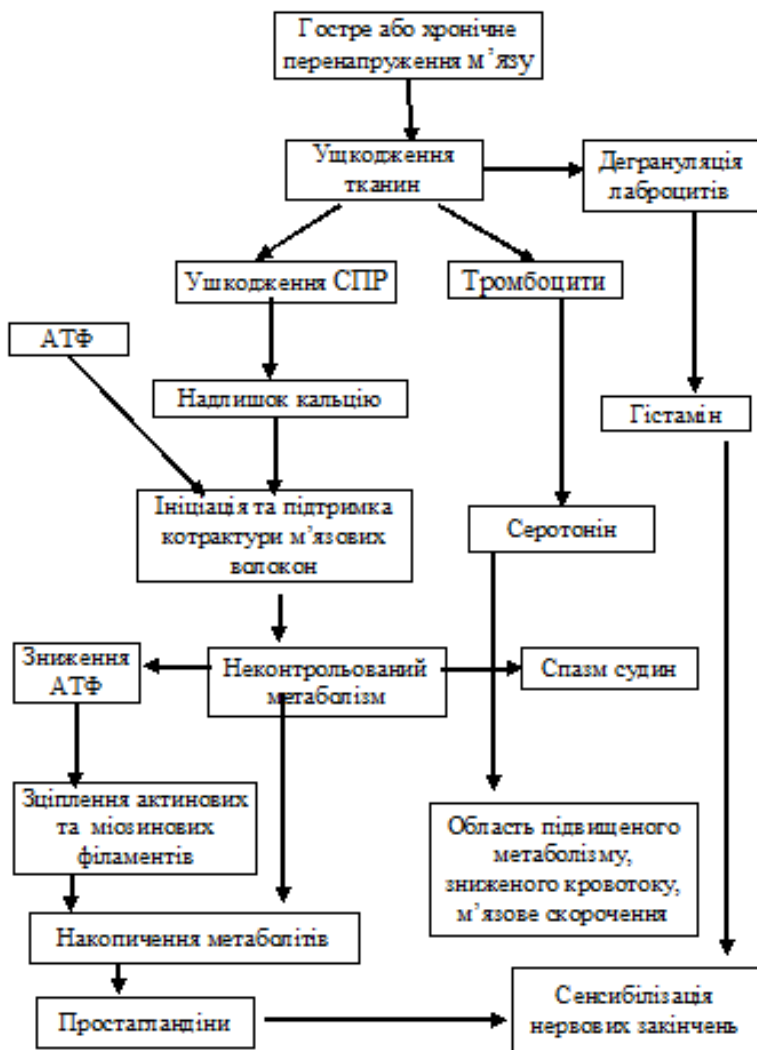 Гостре або хронічне
перенапруження м’язу
Ушкодження
тканин
Дегрануляція
лаброцитів
Ушкодження СПР
Тромбоцити
АТФ
Надлишок кальцію
Гістамін
Ініціація та підтримка
котрактури м’язових
волокон
Серотонін
Зниження
АТФ
Неконтрольований
метаболізм
Спазм судин
Зціплення актинових
та міозинових
філаментів
Область підвищеного
метаболізму,
зниженого кровотоку,
м’язове скорочення
Накопичення метаболітів
Простагландіни
Сенсибілізація
нервових закінчень